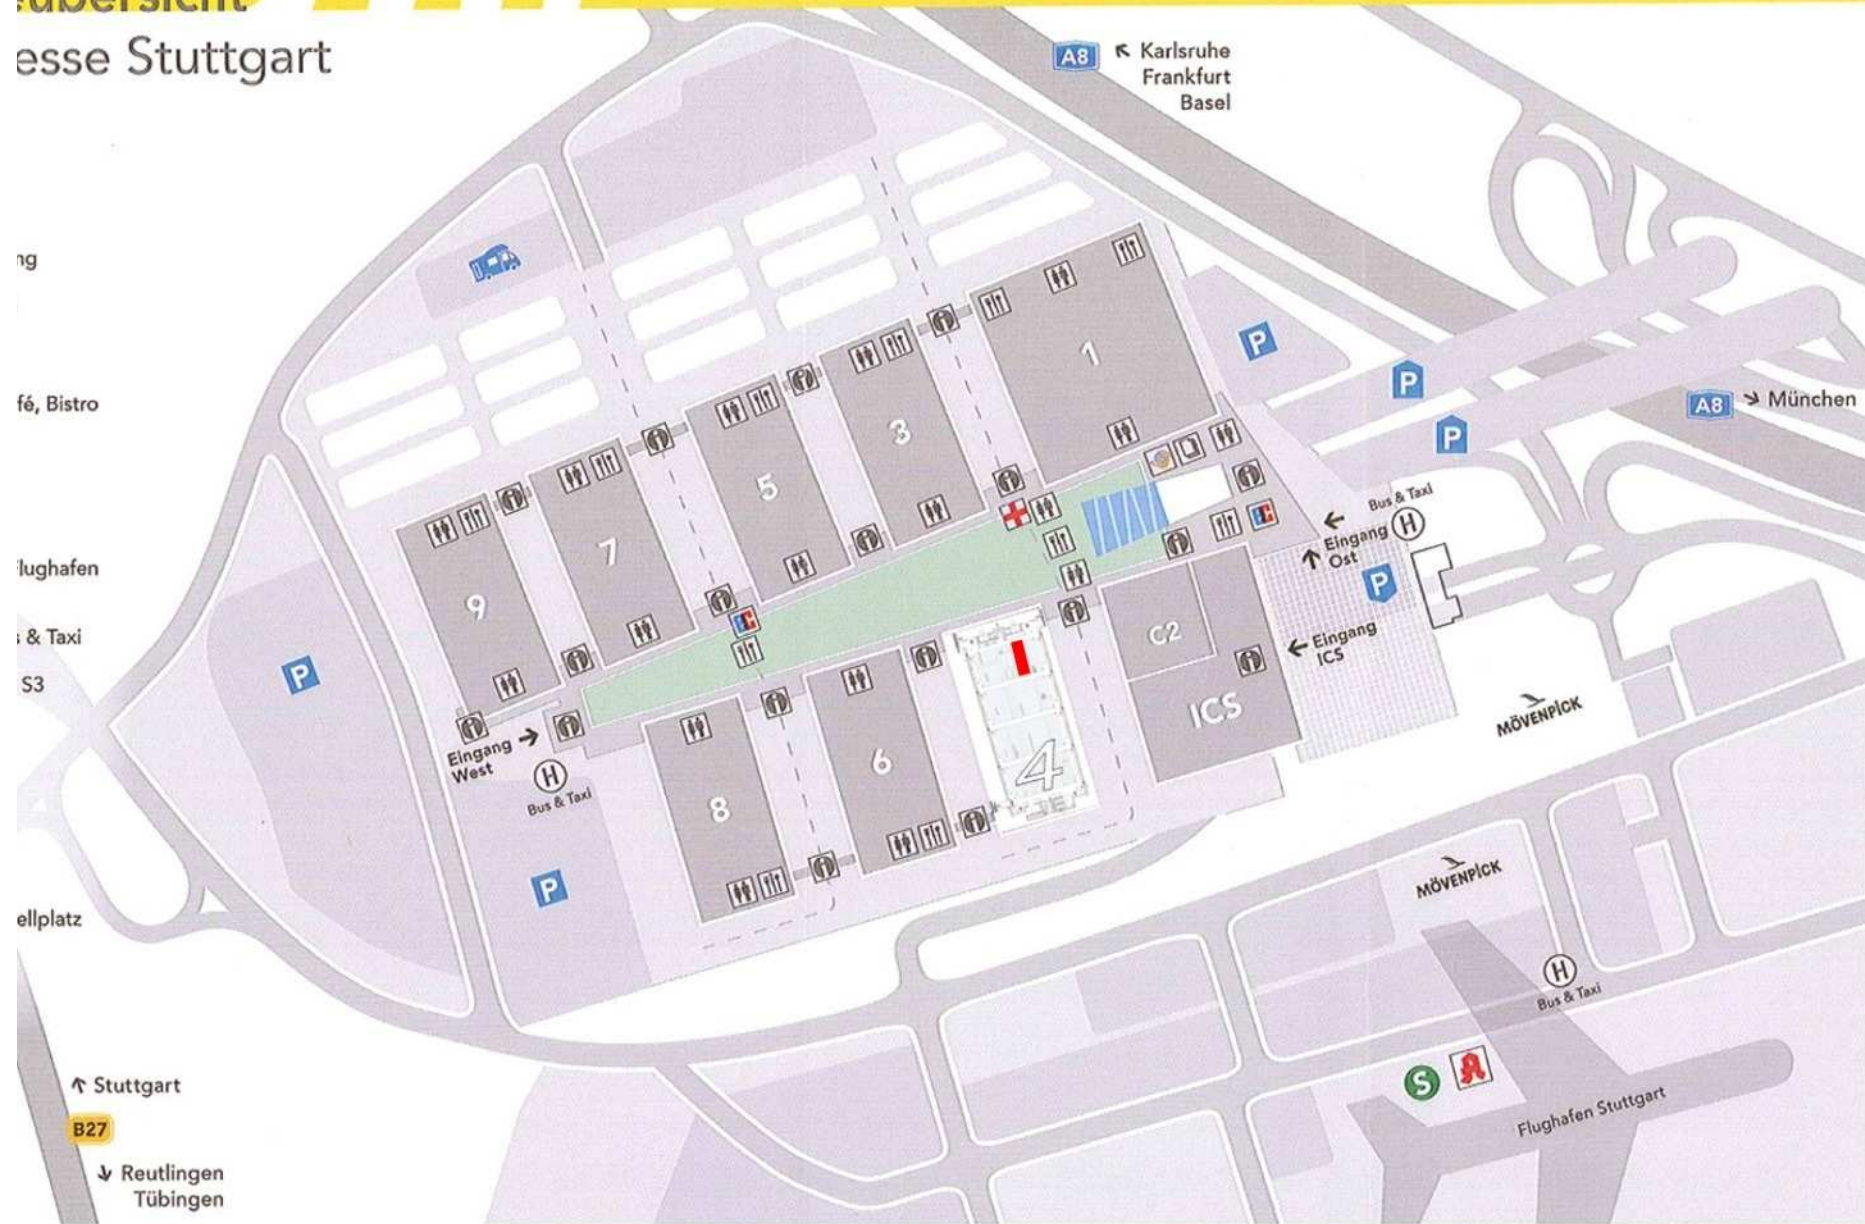 übersicht
esse Stuttgart
A8
Karlsruhe
Frankfurt
Basel
ng
fé, Bistro
lughafen
& Taxi
S3
ellplatz
1
3
5
7
9
P
P
P
A8
München
Bus & Taxi
H
Eingang
Ost
P
Eingang
ICS
C2
ICS
4
6
8
P
Eingang
West
H
Bus & Taxi
P
MÖVENPICK
MÖVENPICK
H
Bus & Taxi
S
A
Flughafen Stuttgart
Stuttgart
B27
Reutlingen
Tübingen